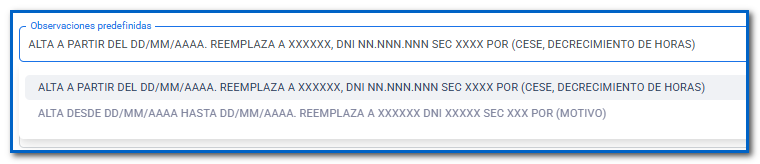 Observaciones predefinidas
ALTA A PARTIR DEL DD/MM/AAAA. REEMPLAZA A XXXXXX, DNI NN.NNN.NNN SEC XXXX POR (CESE, DECRECIMIENTO DE HORAS)
ALTA A PARTIR DEL DD/MM/AAAA. REEMPLAZA A XXXXXX, DNI NN.NNN.NNN SEC XXXX POR (CESE, DECRECIMIENTO DE HORAS)
ALTA DESDE DD/MM/AAAA HASTA DD/MM/AAAA. REEMPLAZA A XXXXXX DNI XXXXX SEC XXX POR (MOTIVO)